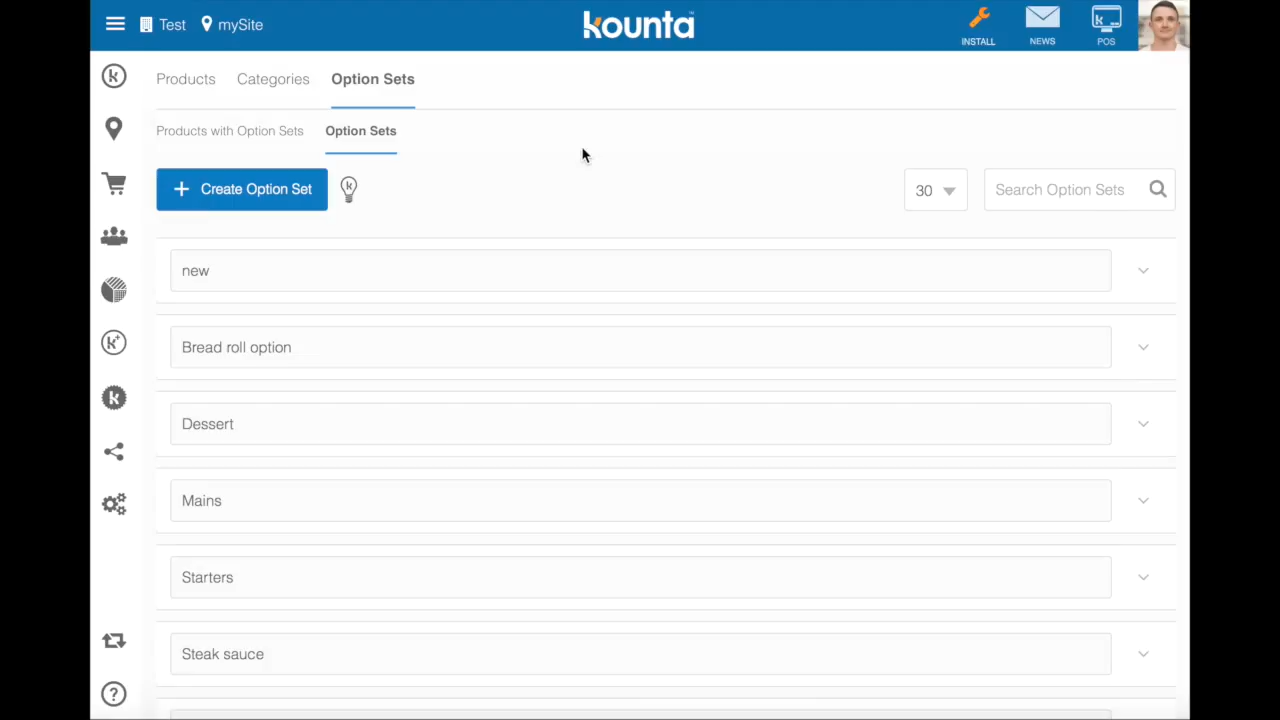 Test mySite kounta INSTALL NEWS POS
Products Categories Option Sets
Products with Option Sets Option Sets
+ Create Option Set 30 Search Option Sets
new
Bread roll option
Dessert
Mains
Starters
Steak sauce